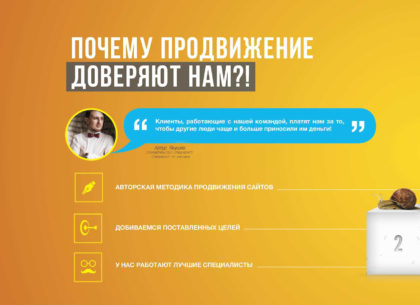 ПОЧЕМУ ПРОДВИЖЕНИЕ
ДОВЕРЯЮТ НАМ?!
“ Клиенты, работающие с нашей командой, платят нам за то,
чтобы другие люди чаще и больше приносили им деньги! ”
АВТОРСКАЯ МЕТОДИКА ПРОДВИЖЕНИЯ САЙТОВ
ДОБИВАЕМСЯ ПОСТАВЛЕННЫХ ЦЕЛЕЙ
2
У НАС РАБОТАЮТ ЛУЧШИЕ СПЕЦИАЛИСТЫ